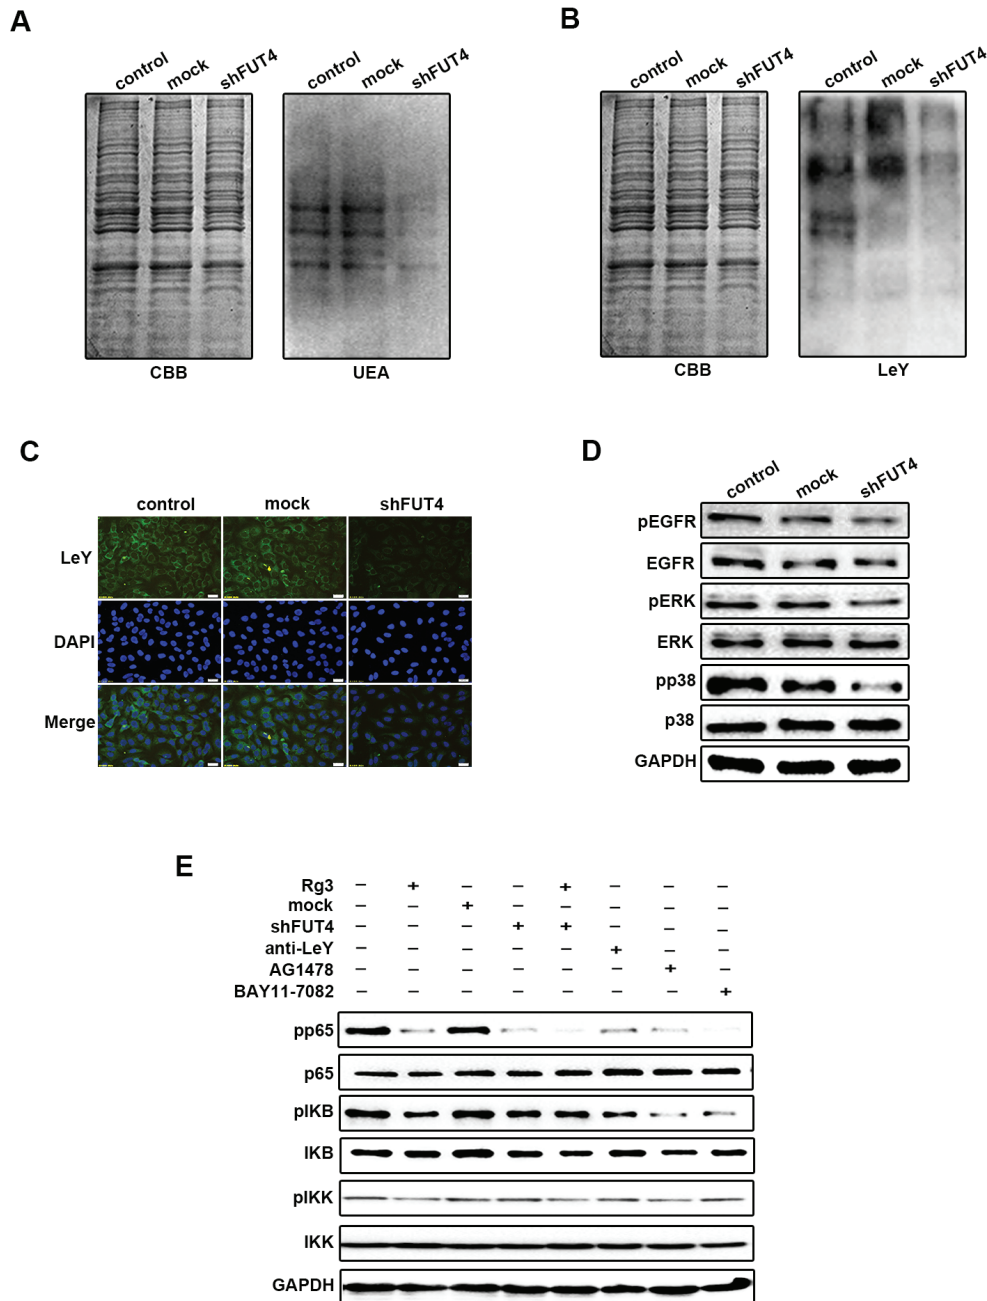 A
control mock shFUT4
CBB
control mock shFUT4
UEA
B
control mock shFUT4
CBB
control mock shFUT4
LeY
C
control mock shFUT4
LeY
DAPI
Merge
D
control mock shFUT4
pEGFR
EGFR
pERK
ERK
pp38
p38
GAPDH
E
Rg3 − + − − + − − −
mock − − + − − − − −
shFUT4 − − − + + − − −
anti-LeY − − − − − + − −
AG1478 − − − − − − + −
BAY11-7082 − − − − − − − +
pp65
p65
pIKB
IKB
pIKK
IKK
GAPDH